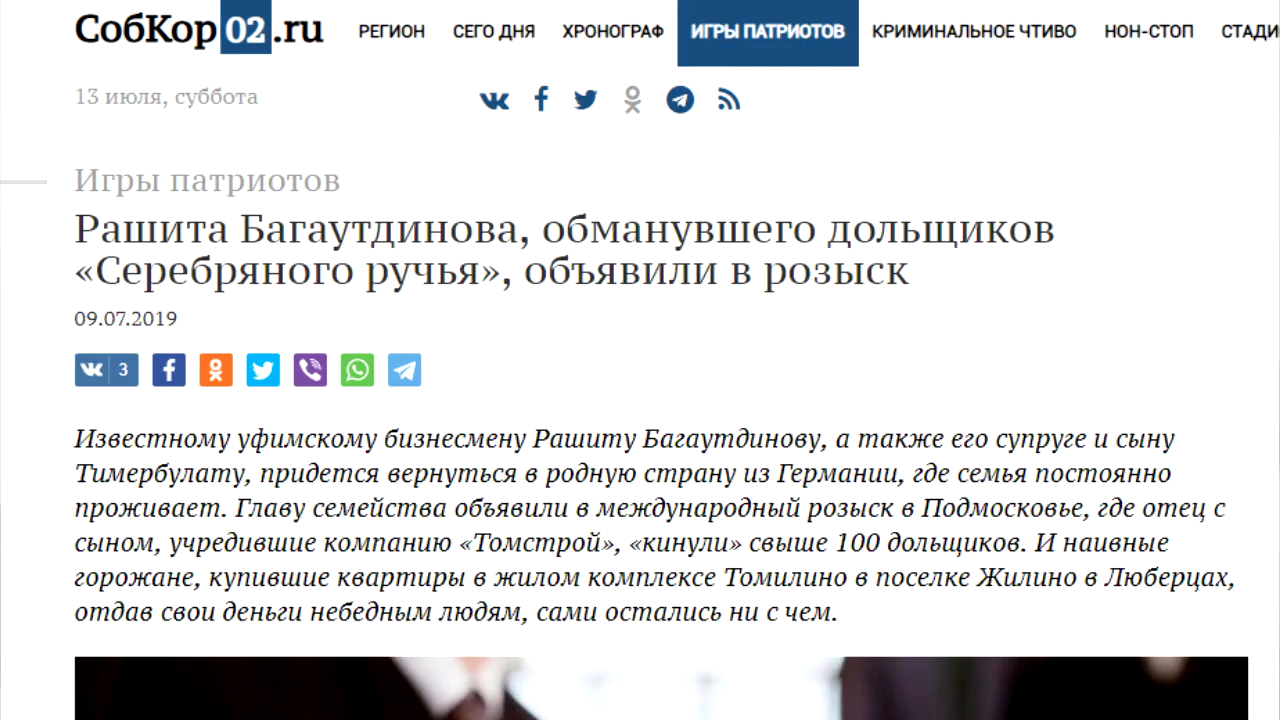 СобКор02.ru РЕГИОН СЕГО ДНЯ ХРОНОГРАФ ИГРЫ ПАТРИОТОВ КРИМИНАЛЬНОЕ ЧТИВО НОН-СТОП СТАДИ
13 июля, суббота
Игры патриотов
Рашита Багаутдинова, обманувшего дольщиков
«Серебряного ручья», объявили в розыск
09.07.2019
3
Известному уфимскому бизнесмену Рашиту Багаутдинову, а также его супруге и сыну
Тимербулату, придется вернуться в родную страну из Германии, где семья постоянно
проживает. Главу семейства объявили в международный розыск в Подмосковье, где отец с
сыном, учредившие компанию «Томстрой», «кинули» свыше 100 дольщиков. И наивные
горожане, купившие квартиры в жилом комплексе Томилино в поселке Жилино в Люберцах,
отдав свои деньги небедным людям, сами остались ни с чем.